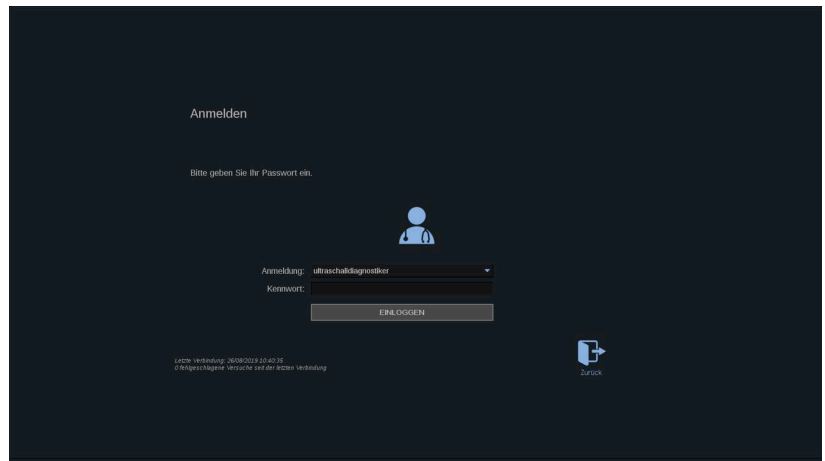 Anmelden
Bitte geben Sie Ihr Passwort ein.
Anmeldung: ultraschalldiagnostiker
Kennwort:
EINLOGGEN
Letzte Verbindung: 26/08/2019 10:40:35
0 fehlgeschlagene Versuche seit der letzten Verbindung
Zurück